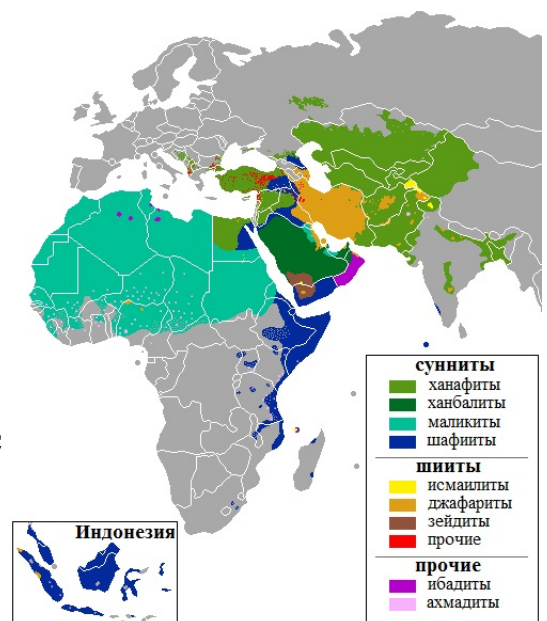 сунниты
ханафиты
ханбалиты
маликиты
шафииты
шииты
исмаилиты
джафариты
зейдиты
прочие
прочие
ибадиты
ахмадиты
Индонезия